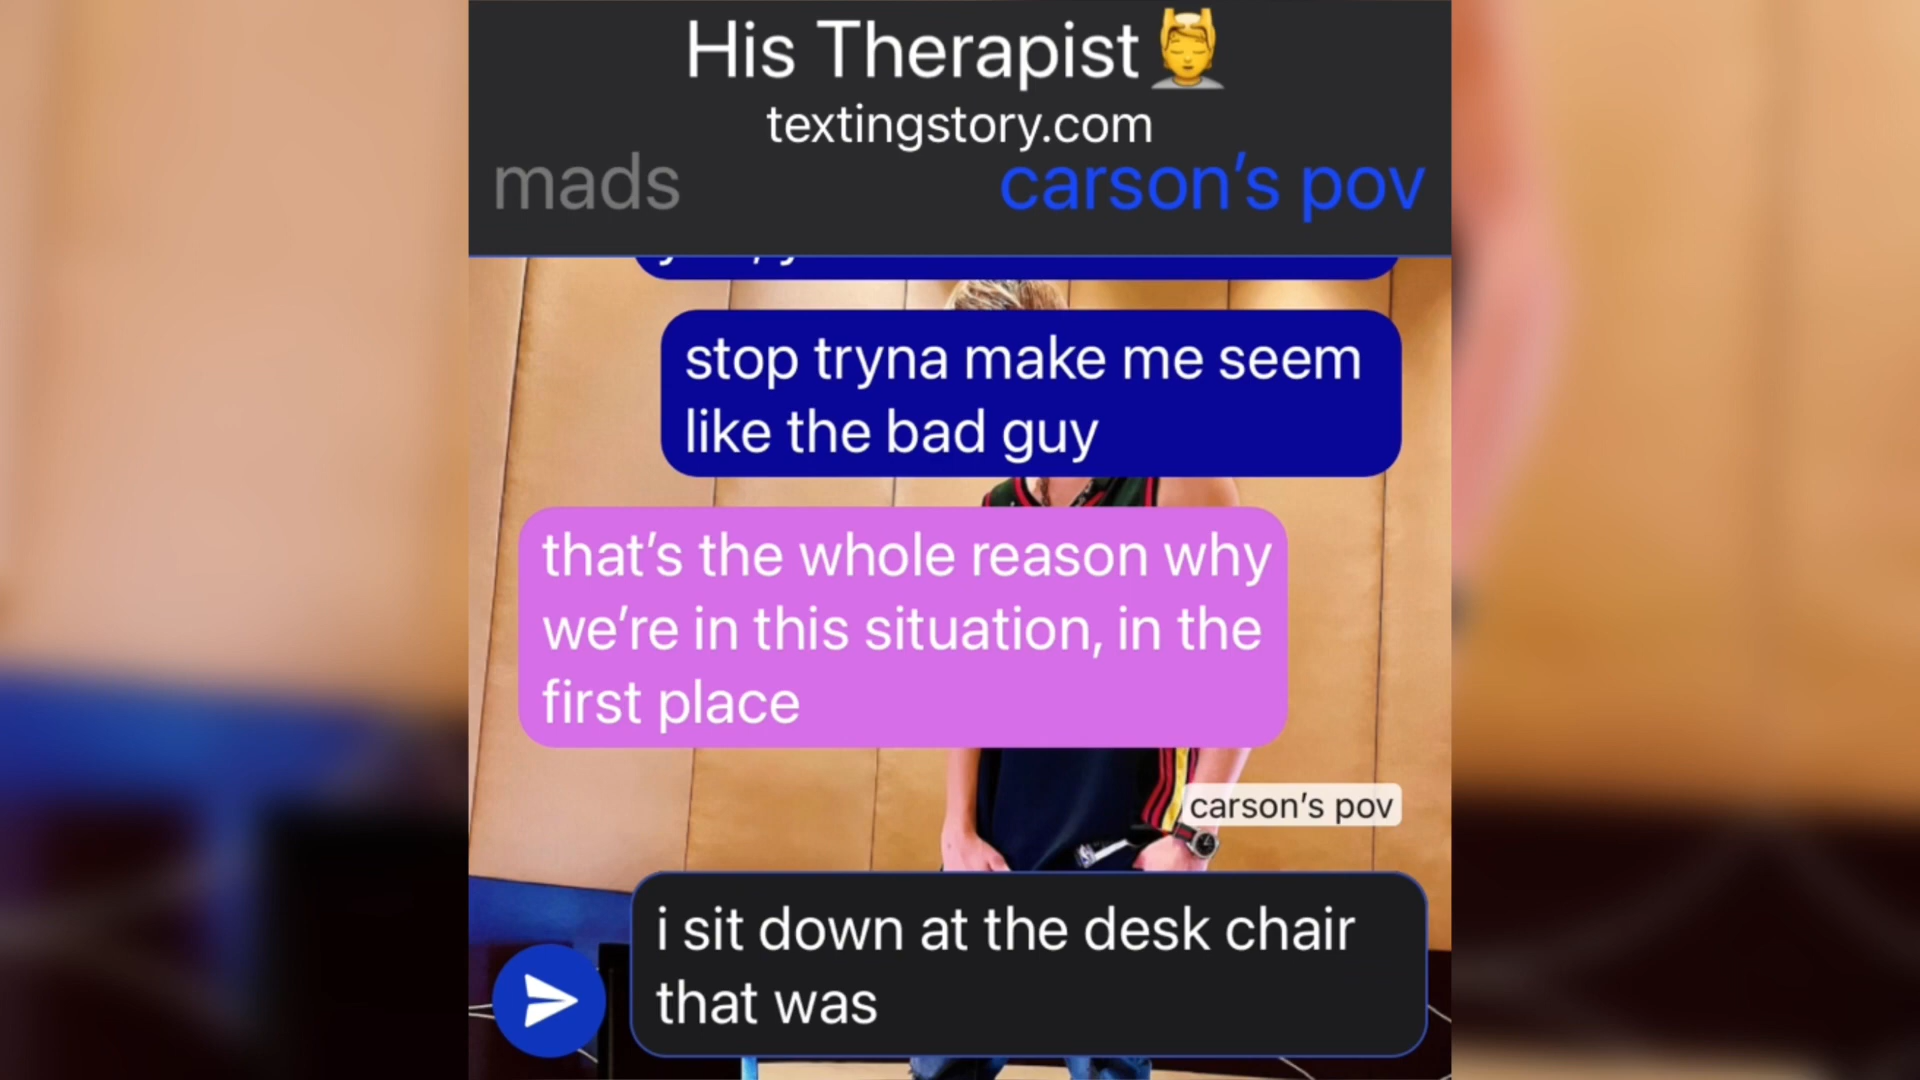 His Therapist💆
textingstory.com
mads
carson's pov
stop tryna make me seem
like the bad guy
that's the whole reason why
we're in this situation, in the
first place
carson's pov
i sit down at the desk chair
that was